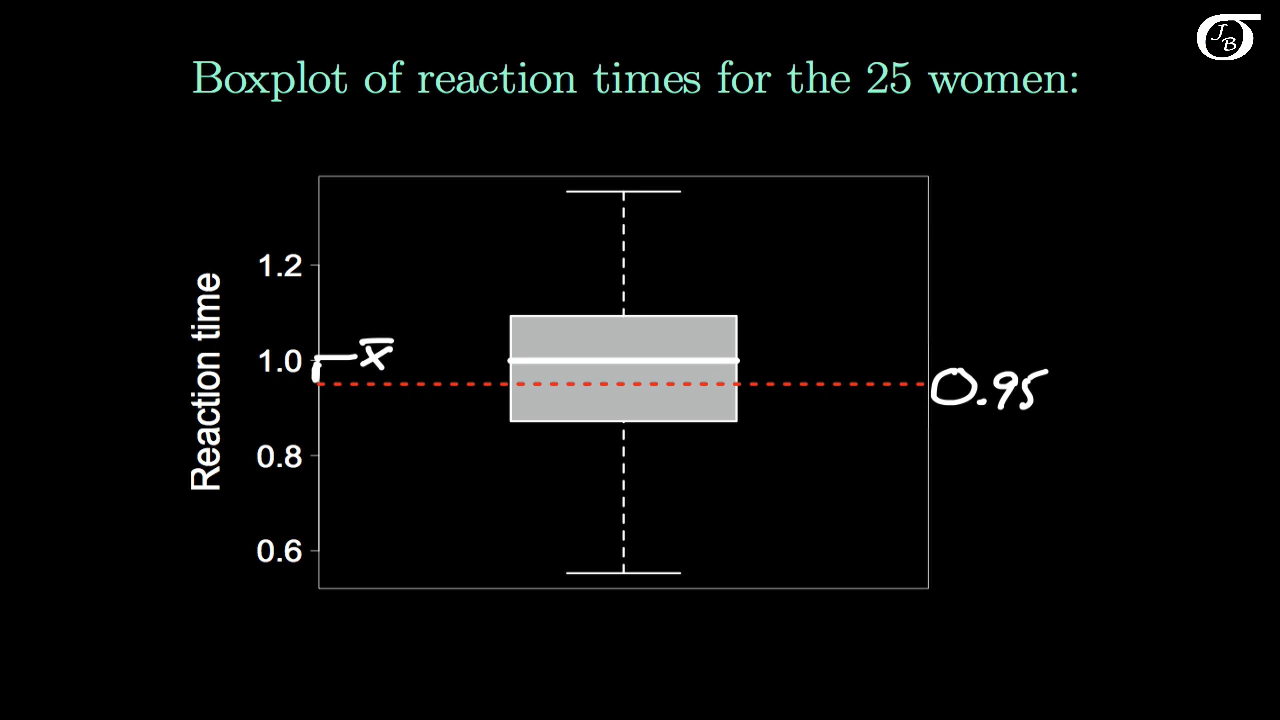 J
B
Boxplot of reaction times for the 25 women:
Reaction time
1.2
1.0
x̄
0.95
0.8
0.6